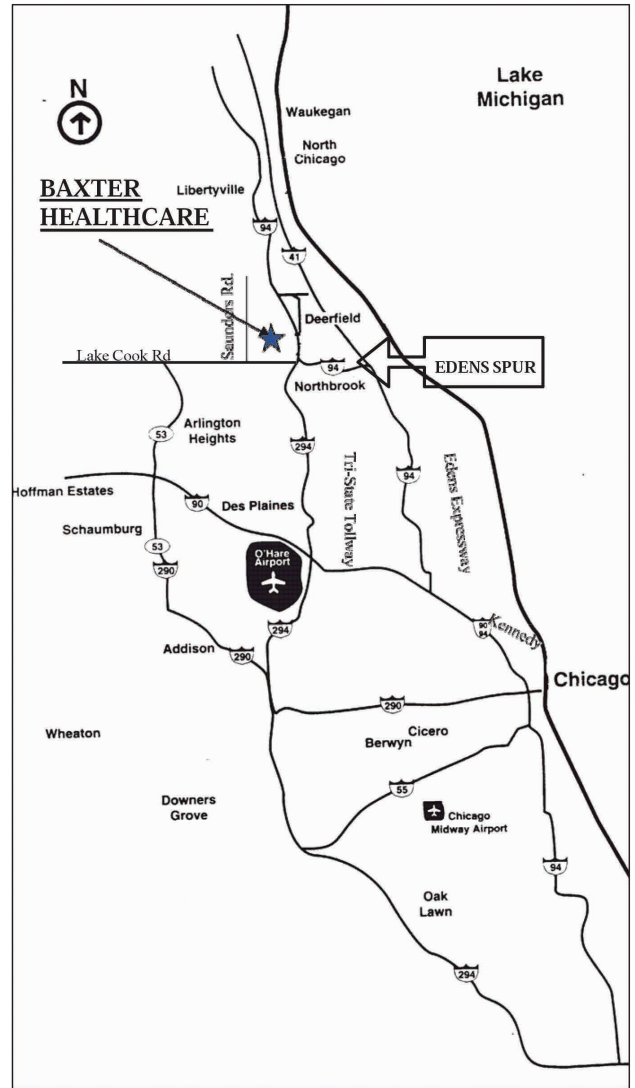 Lake
Michigan
N
Waukegan
North
Chicago
Libertyville
BAXTER
HEALTHCARE
94
41
Saunders Rd.
Deerfield
Lake Cook Rd
94
EDENS SPUR
Northbrook
53
Arlington
Heights
294
Tri-State Tollway
94
Edens Expressway
Hoffman Estates
90
Des Plaines
Schaumburg
53
290
O'Hare
Airport
294
90
94
Kennedy
Addison
290
Chicago
290
Wheaton
Cicero
Berwyn
55
Downers
Grove
Chicago
Midway Airport
94
Oak
Lawn
294